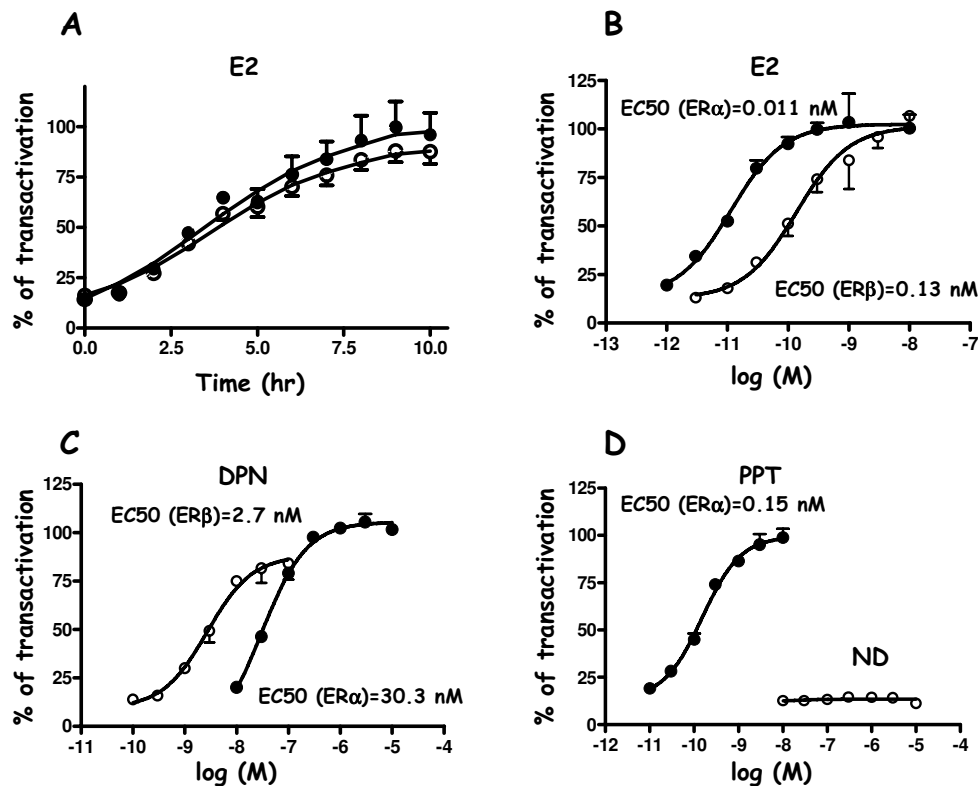 A
E2
% of transactivation
100
75
50
25
0
0.0 2.5 5.0 7.5 10.0
Time (hr)
B
E2
% of transactivation
125
100
75
50
25
0
EC50 (ERα)=0.011 nM
EC50 (ERβ)=0.13 nM
-13 -12 -11 -10 -9 -8 -7
log (M)
C
DPN
% of transactivation
125
100
75
50
25
0
EC50 (ERβ)=2.7 nM
EC50 (ERα)=30.3 nM
-11 -10 -9 -8 -7 -6 -5 -4
log (M)
D
PPT
% of transactivation
125
100
75
50
25
0
EC50 (ERα)=0.15 nM
ND
-12 -11 -10 -9 -8 -7 -6 -5 -4
log (M)